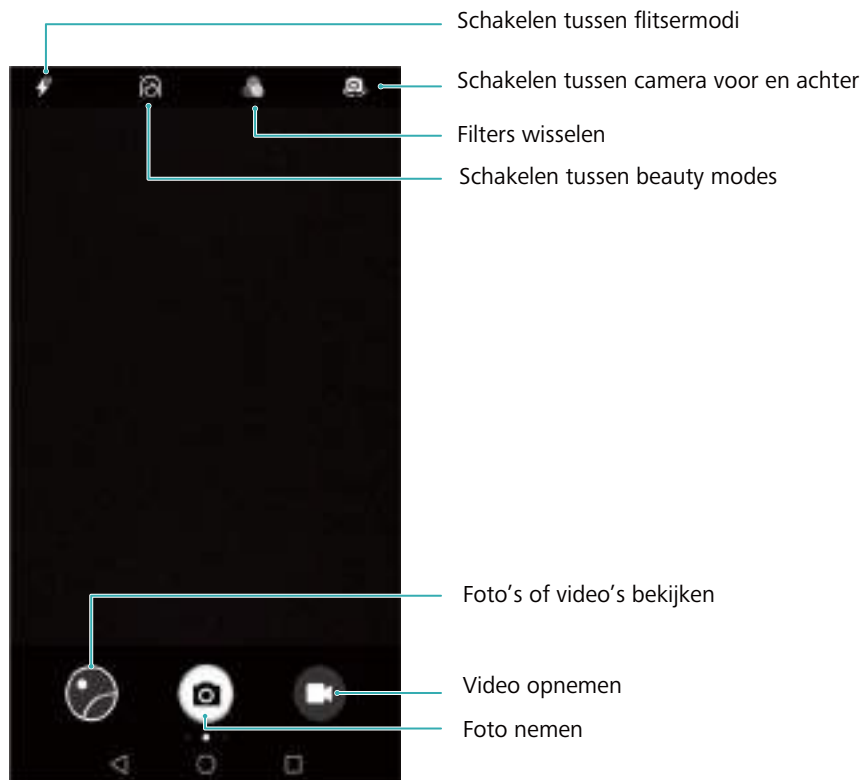 Schakelen tussen flitsermodi
Schakelen tussen camera voor en achter
Filters wisselen
Schakelen tussen beauty modes
Foto's of video's bekijken
Video opnemen
Foto nemen